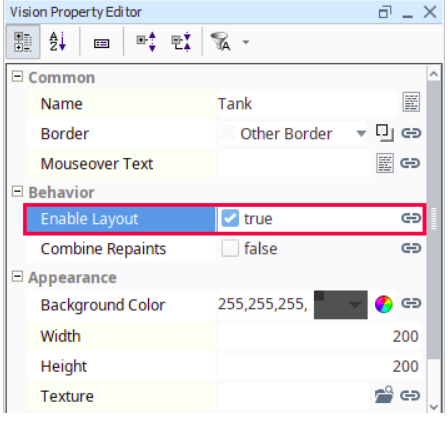 Vision Property Editor
Common
Name Tank
Border Other Border
Mouseover Text
Behavior
Enable Layout true
Combine Repaints false
Appearance
Background Color 255,255,255,
Width 200
Height 200
Texture